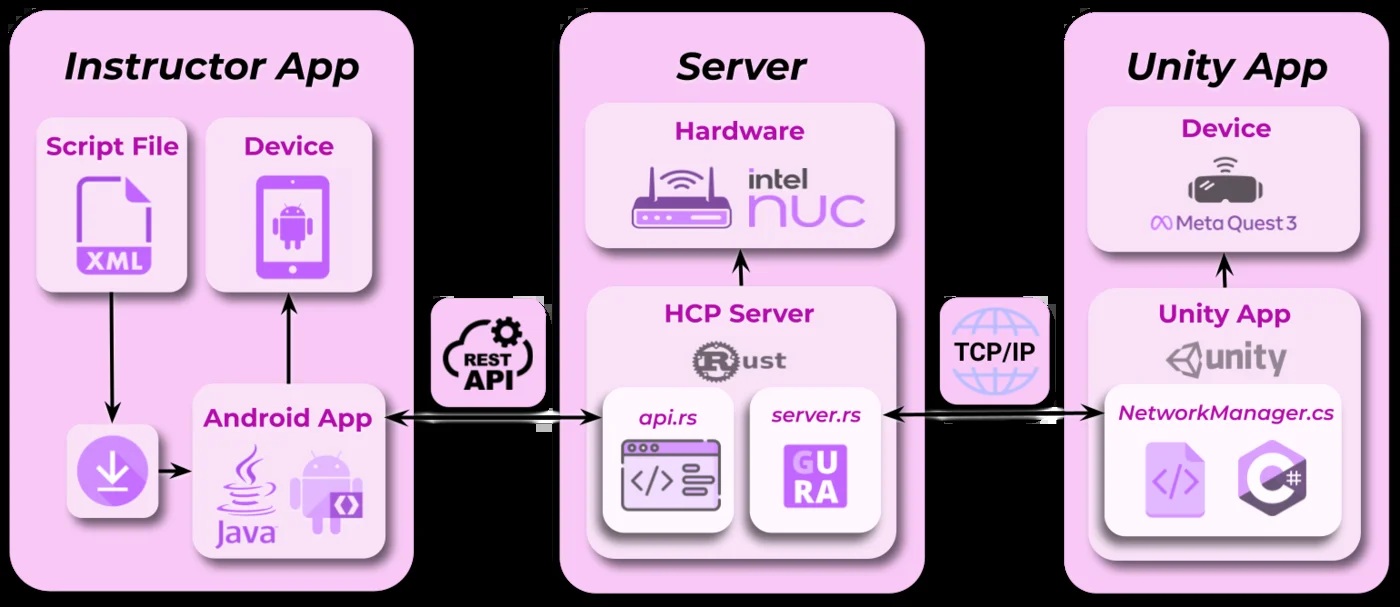 Instructor App
Script File
XML
Device
Android App
Java
REST
API
Server
Hardware
intel
nuc
HCP Server
Rust
api.rs
</>
server.rs
GU
RA
TCP/IP
Unity App
Device
Meta Quest 3
Unity App
unity
NetworkManager.cs
</>
C#